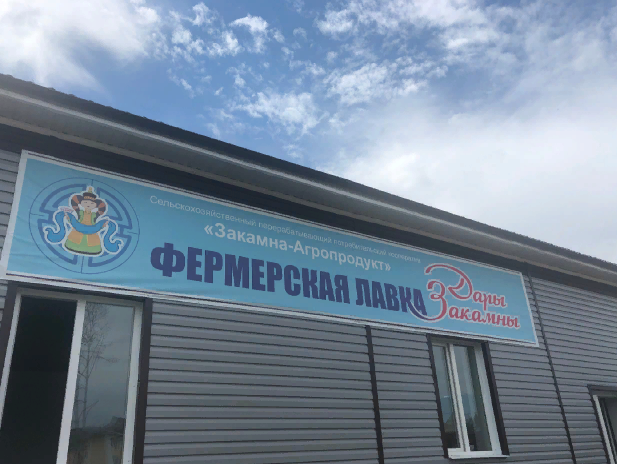 Сельскохозяйственный перерабатывающий потребительский кооператив
«Закамна-Агропродукт»
ФЕРМЕРСКАЯ ЛАВКА
Дары
Закамны